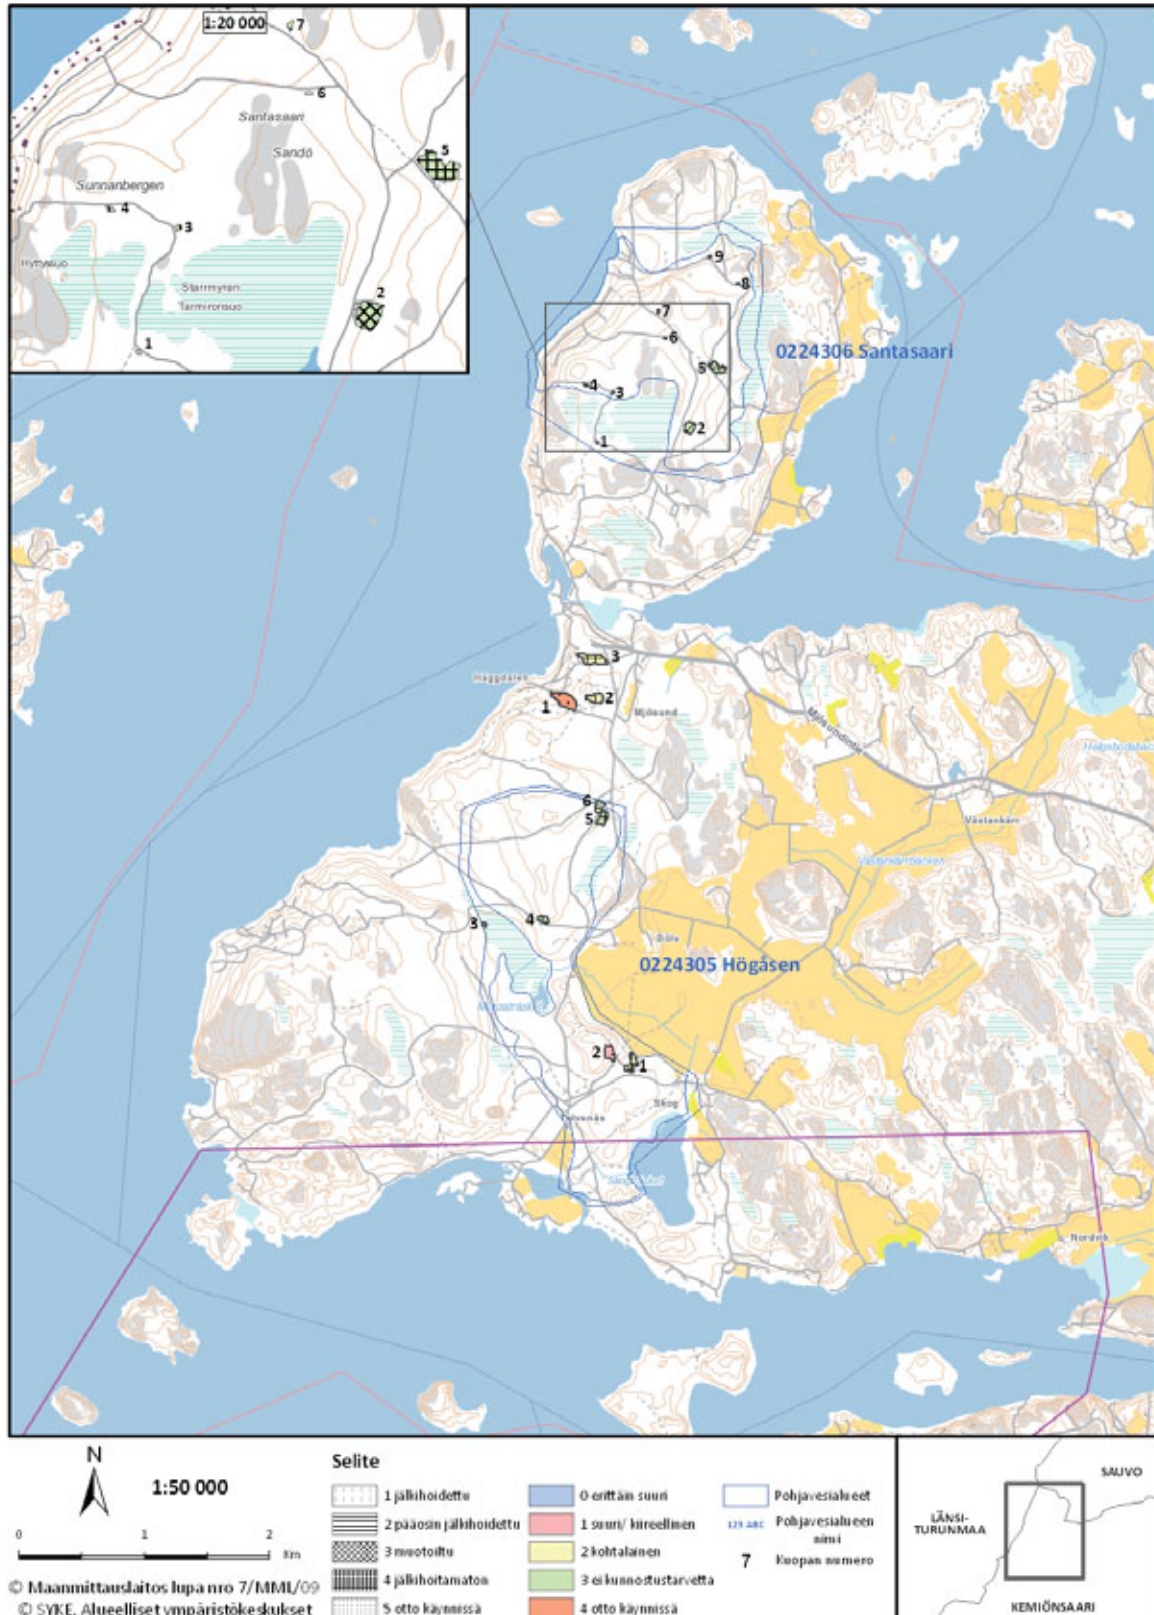 1:20 000
7
6
Santasaari
Sandö
5
Sunnanbergen
4
3
Starrmyran
Tarmironsuo
2
1
9
8
7
6
0224306 Santasaari
5
4
3
2
1
3
Häggdalen
2
1
Mjösund
Mjösundintie
6
5
Västankärr
4
3
Böle
0224305 Högåsen
2
1
Skog
Nordvik
N
1:50 000
0 1 2
Km
© Maanmittauslaitos lupa nro 7/MML/09
© SYKE, Alueelliset ympäristökeskukset
Selite
1 jälkihoidettu
2 pääosin jälkihoidettu
3 muotoiltu
4 jälkihoitamaton
5 otto käynnissä
0 erittäin suuri
1 suuri/ kiireellinen
2 kohtalainen
3 ei kunnostustarvetta
4 otto käynnissä
Pohjavesialueet
123 ABC Pohjavesialueen
nimi
7 Kuopan numero
SAUVO
LÄNSI-
TURUNMAA
KEMIÖNSAARI